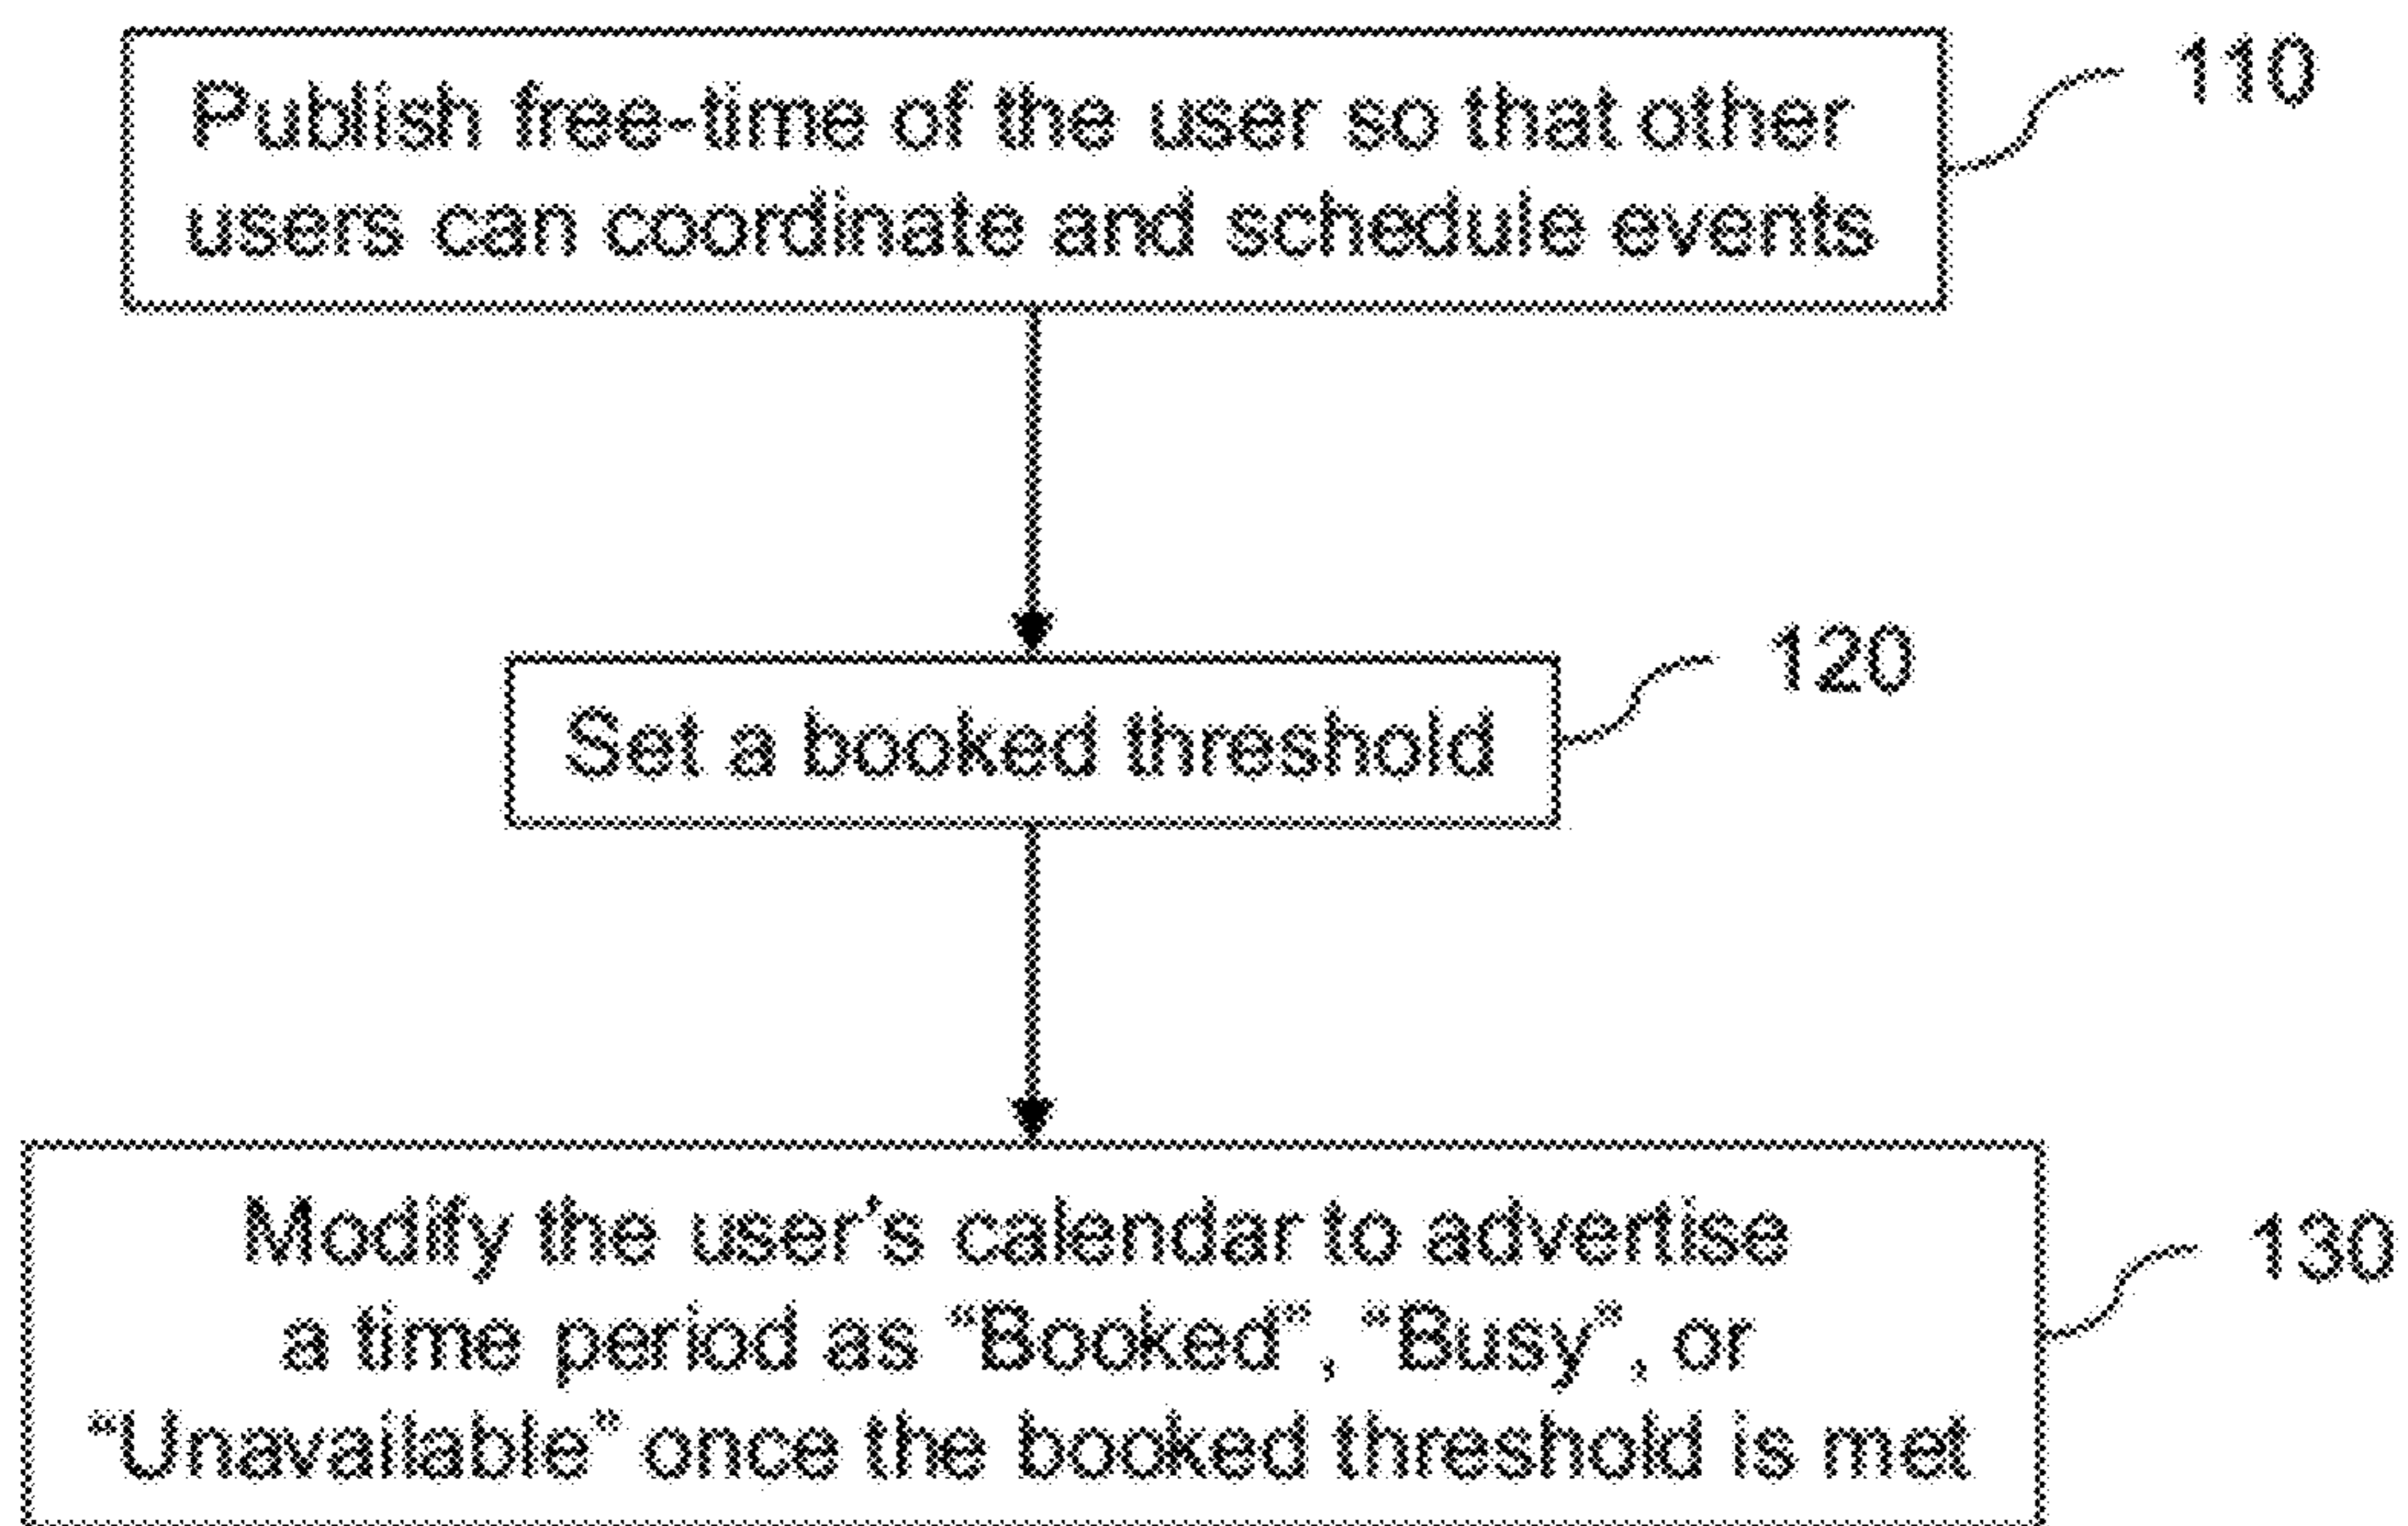 Publish free-time of the user so that other
users can coordinate and schedule events
110
Set a booked threshold
120
Modify the user's calendar to advertise
a time period as "Booked", "Busy", or
"Unavailable" once the booked threshold is met
130